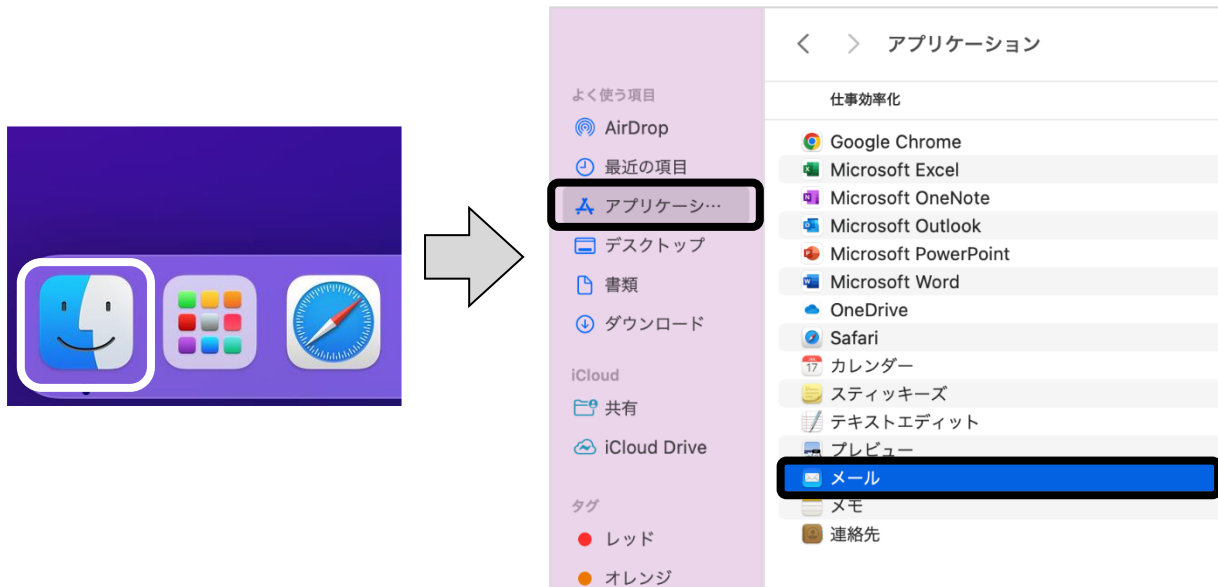 よく使う項目
AirDrop
最近の項目
アプリケーシ…
デスクトップ
書類
ダウンロード
iCloud
共有
iCloud Drive
タグ
レッド
オレンジ
アプリケーション
仕事効率化
Google Chrome
Microsoft Excel
Microsoft OneNote
Microsoft Outlook
Microsoft PowerPoint
Microsoft Word
OneDrive
Safari
カレンダー
スティッキーズ
テキストエディット
プレビュー
メール
メモ
連絡先